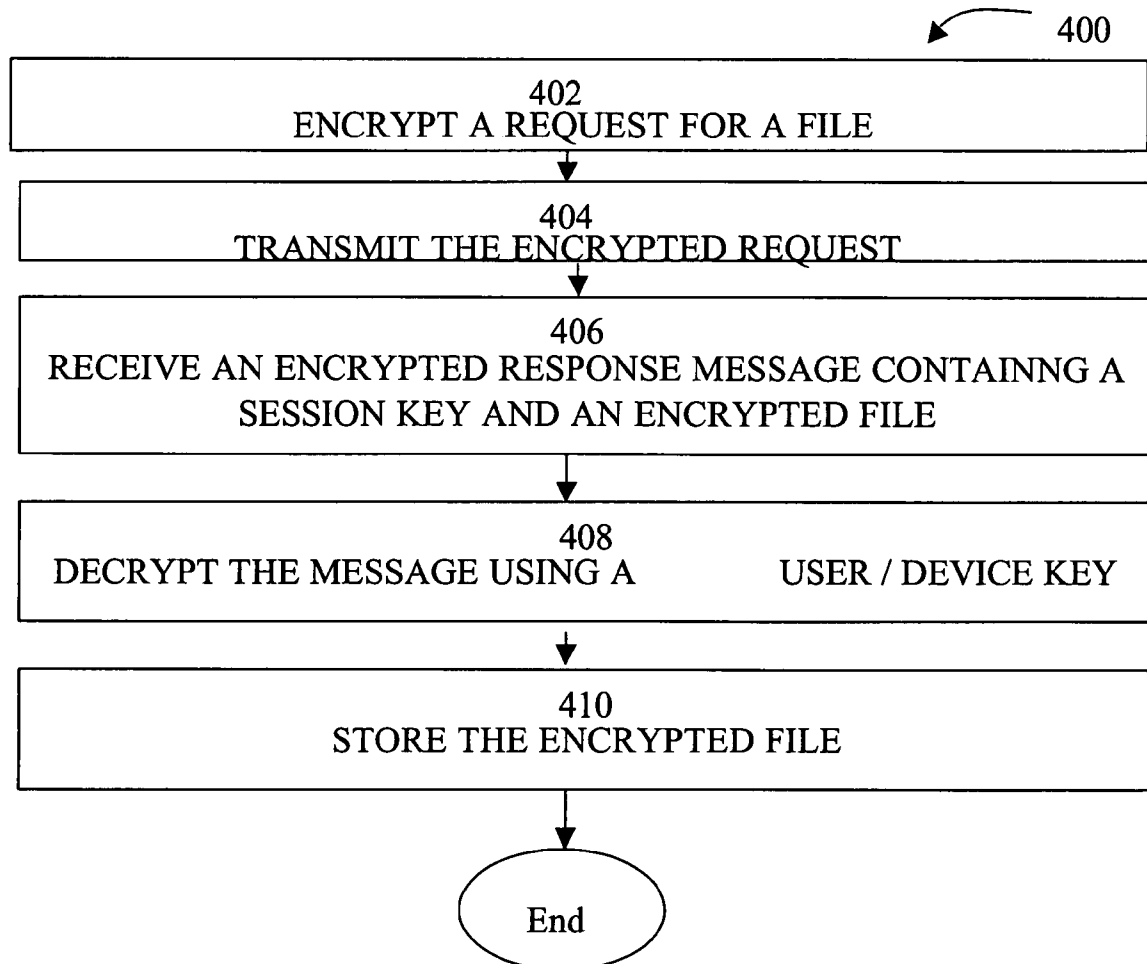 400
402
ENCRYPT A REQUEST FOR A FILE
404
TRANSMIT THE ENCRYPTED REQUEST
406
RECEIVE AN ENCRYPTED RESPONSE MESSAGE CONTAINNG A
SESSION KEY AND AN ENCRYPTED FILE
408
DECRYPT THE MESSAGE USING A USER / DEVICE KEY
410
STORE THE ENCRYPTED FILE
End